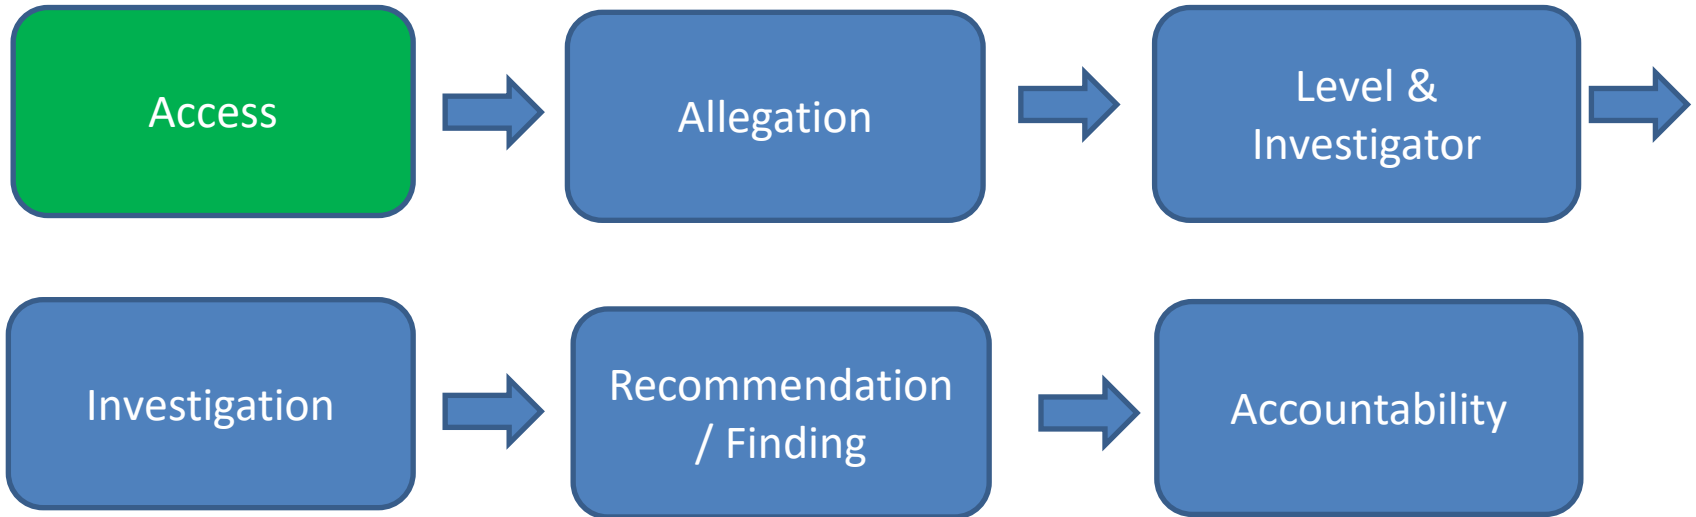 Access
Allegation
Level &
Investigator
Investigation
Recommendation
/ Finding
Accountability